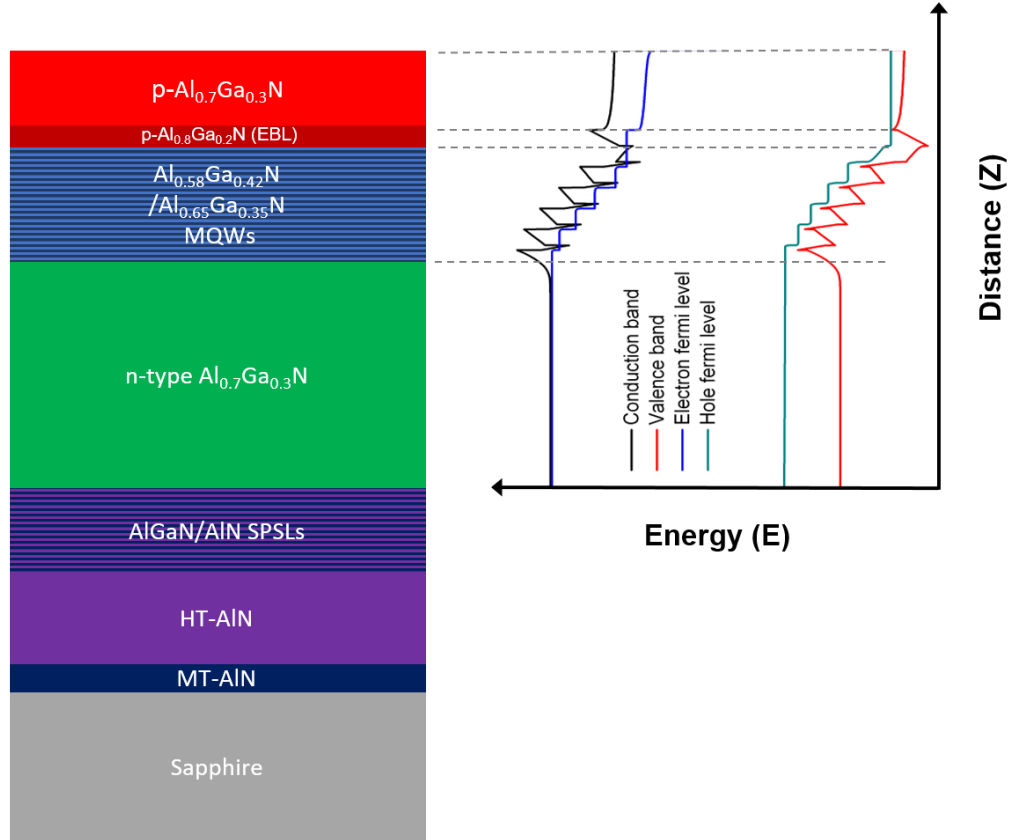 p-Al₀.₇Ga₀.₃N
p-Al₀.₈Ga₀.₂N (EBL)
Al₀.₅₈Ga₀.₄₂N
/Al₀.₆₅Ga₀.₃₅N
MQWs
n-type Al₀.₇Ga₀.₃N
AlGaN/AlN SPSLs
HT-AlN
MT-AlN
Sapphire
Conduction band
Valence band
Electron fermi level
Hole fermi level
Energy (E)
Distance (Z)